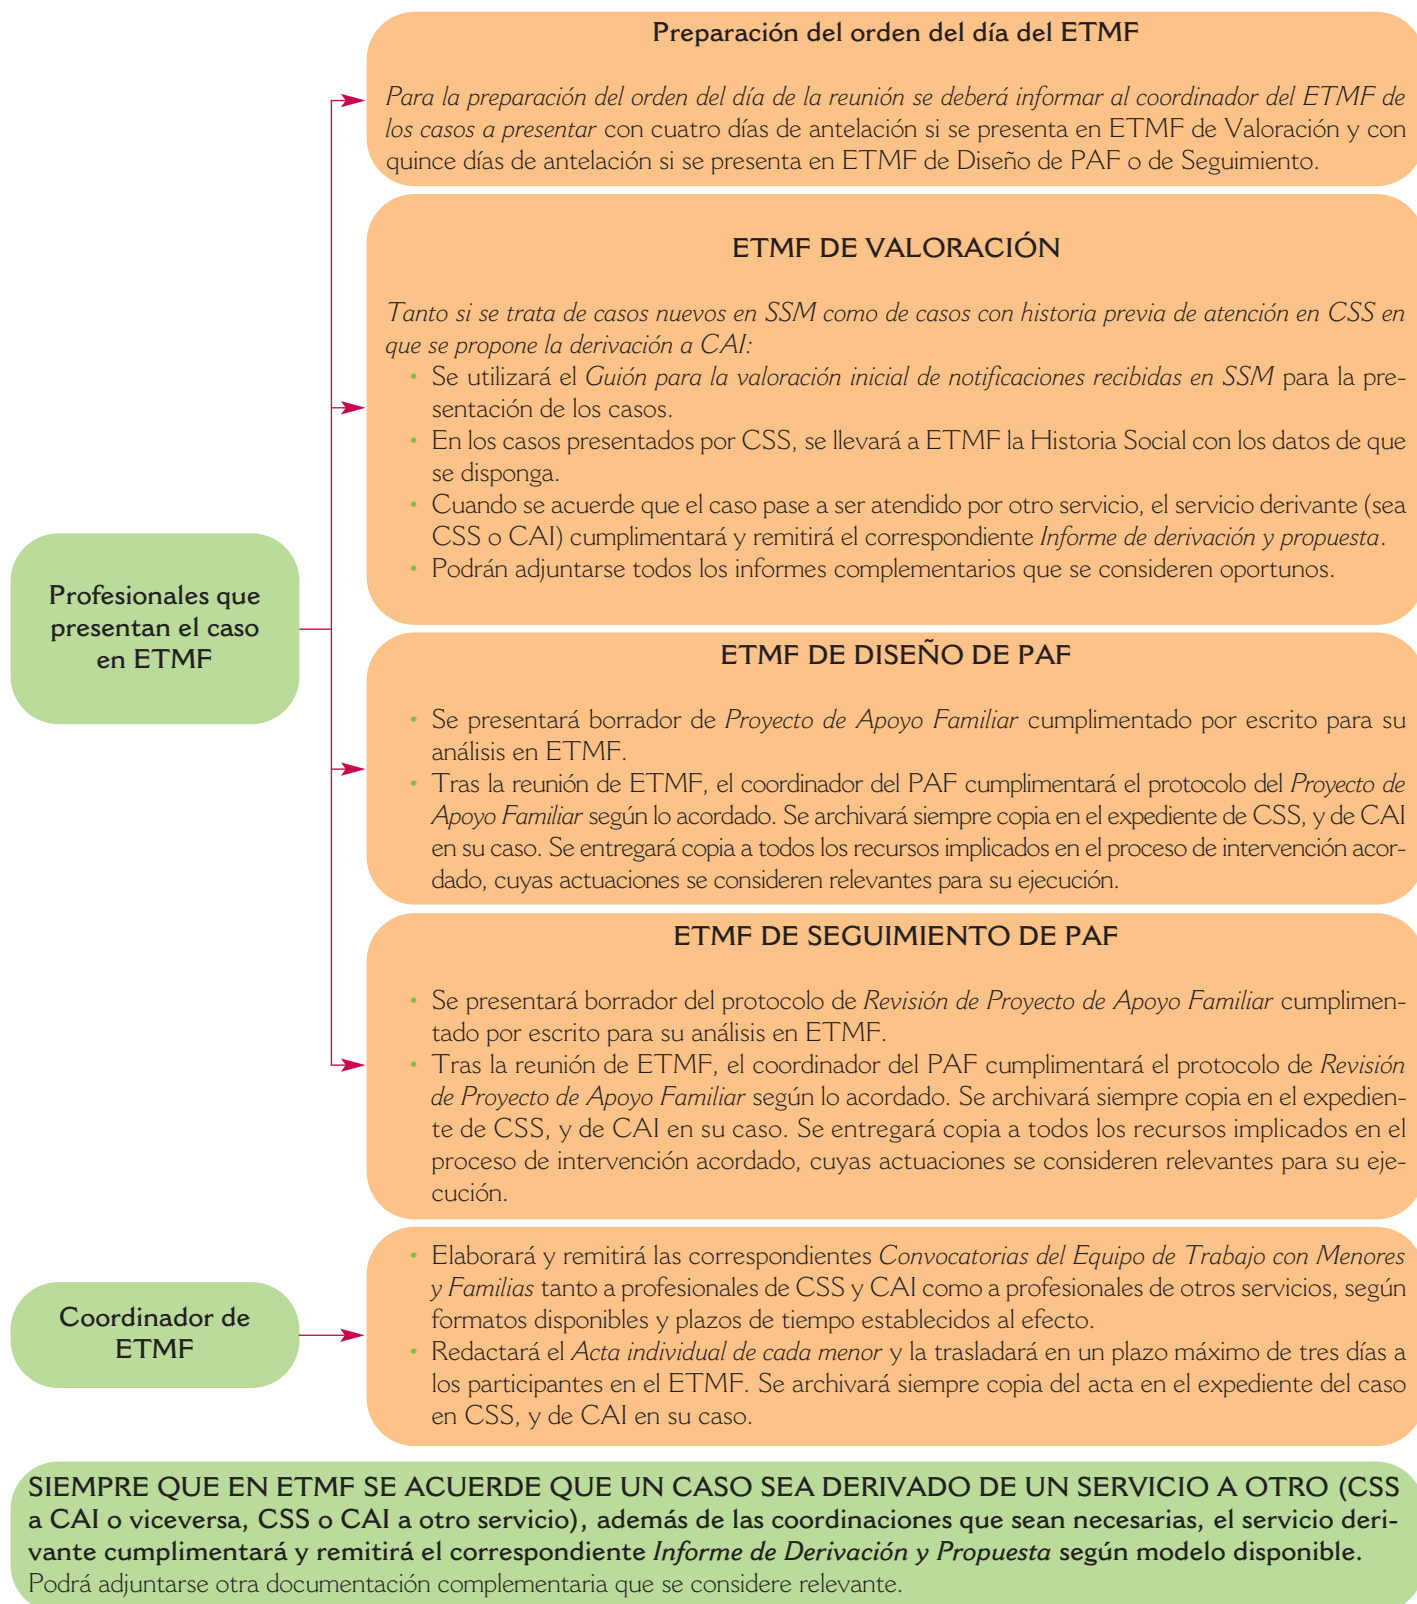 Preparación del orden del día del ETMF
Para la preparación del orden del día de la reunión se deberá informar al coordinador del ETMF de
los casos a presentar con cuatro días de antelación si se presenta en ETMF de Valoración y con
quince días de antelación si se presenta en ETMF de Diseño de PAF o de Seguimiento.
ETMF DE VALORACIÓN
Tanto si se trata de casos nuevos en SSM como de casos con historia previa de atención en CSS en
que se propone la derivación a CAI:
• Se utilizará el Guión para la valoración inicial de notificaciones recibidas en SSM para la pre-
sentación de los casos.
• En los casos presentados por CSS, se llevará a ETMF la Historia Social con los datos de que
se disponga.
• Cuando se acuerde que el caso pase a ser atendido por otro servicio, el servicio derivante (sea
CSS o CAI) cumplimentará y remitirá el correspondiente Informe de derivación y propuesta.
• Podrán adjuntarse todos los informes complementarios que se consideren oportunos.
Profesionales que
presentan el caso
en ETMF
ETMF DE DISEÑO DE PAF
• Se presentará borrador de Proyecto de Apoyo Familiar cumplimentado por escrito para su
análisis en ETMF.
• Tras la reunión de ETMF, el coordinador del PAF cumplimentará el protocolo del Proyecto de
Apoyo Familiar según lo acordado. Se archivará siempre copia en el expediente de CSS, y de CAI
en su caso. Se entregará copia a todos los recursos implicados en el proceso de intervención acor-
dado, cuyas actuaciones se consideren relevantes para su ejecución.
ETMF DE SEGUIMIENTO DE PAF
• Se presentará borrador del protocolo de Revisión de Proyecto de Apoyo Familiar cumplimen-
tado por escrito para su análisis en ETMF.
• Tras la reunión de ETMF, el coordinador del PAF cumplimentará el protocolo de Revisión
de Proyecto de Apoyo Familiar según lo acordado. Se archivará siempre copia en el expedien-
te de CSS, y de CAI en su caso. Se entregará copia a todos los recursos implicados en el
proceso de intervención acordado, cuyas actuaciones se consideren relevantes para su eje-
cución.
Coordinador de
ETMF
• Elaborará y remitirá las correspondientes Convocatorias del Equipo de Trabajo con Menores
y Familias tanto a profesionales de CSS y CAI como a profesionales de otros servicios, según
formatos disponibles y plazos de tiempo establecidos al efecto.
• Redactará el Acta individual de cada menor y la trasladará en un plazo máximo de tres días a
los participantes en el ETMF. Se archivará siempre copia del acta en el expediente del caso
en CSS, y de CAI en su caso.
SIEMPRE QUE EN ETMF SE ACUERDE QUE UN CASO SEA DERIVADO DE UN SERVICIO A OTRO (CSS
a CAI o viceversa, CSS o CAI a otro servicio), además de las coordinaciones que sean necesarias, el servicio deri-
vante cumplimentará y remitirá el correspondiente Informe de Derivación y Propuesta según modelo disponible.
Podrá adjuntarse otra documentación complementaria que se considere relevante.